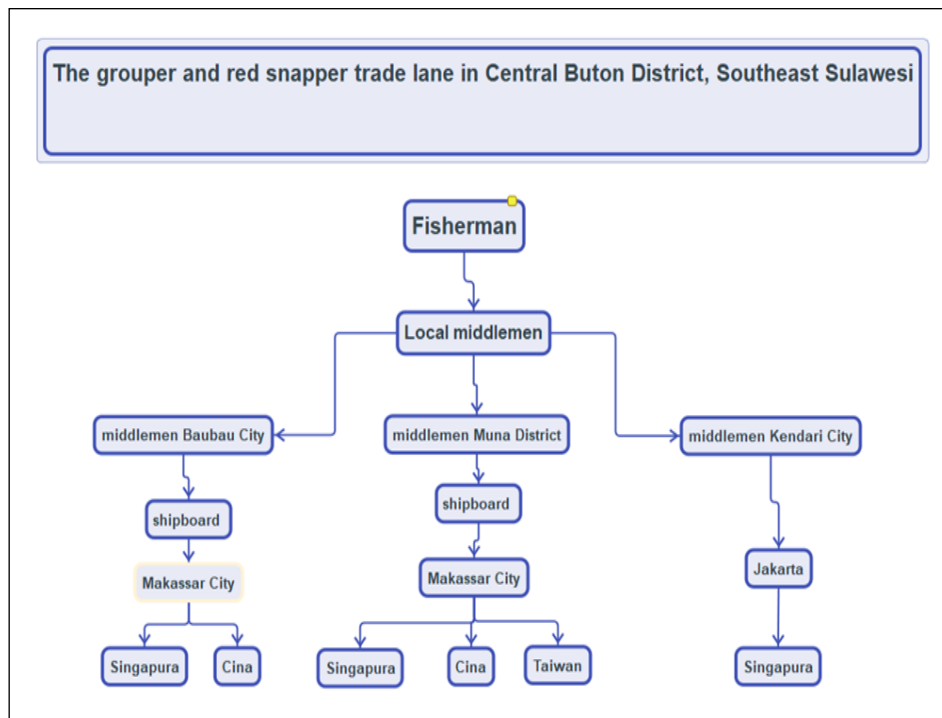 The grouper and red snapper trade lane in Central Buton District, Southeast Sulawesi
Fisherman
Local middlemen
middlemen Baubau City
middlemen Muna District
middlemen Kendari City
shipboard
shipboard
Makassar City
Makassar City
Jakarta
Singapura
Cina
Singapura
Cina
Taiwan
Singapura